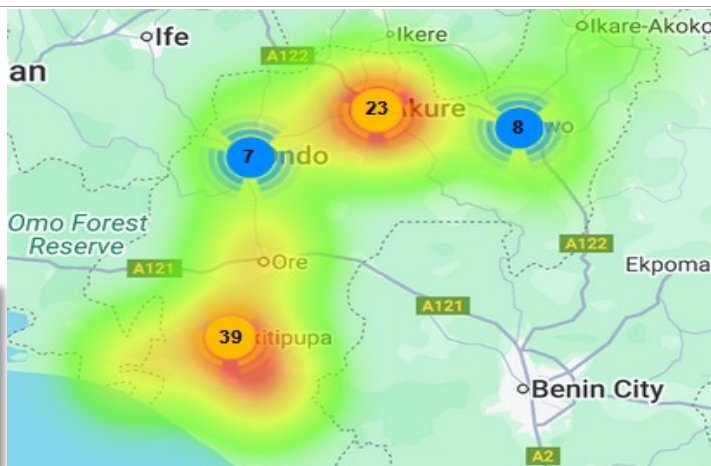 Ife
A122
Ikere
Ikare-Akoko
an
23
kure
8
wo
7
ndo
Omo Forest
Reserve
Ore
A121
A122
Ekpoma
A121
39
itipupa
Benin City
A2